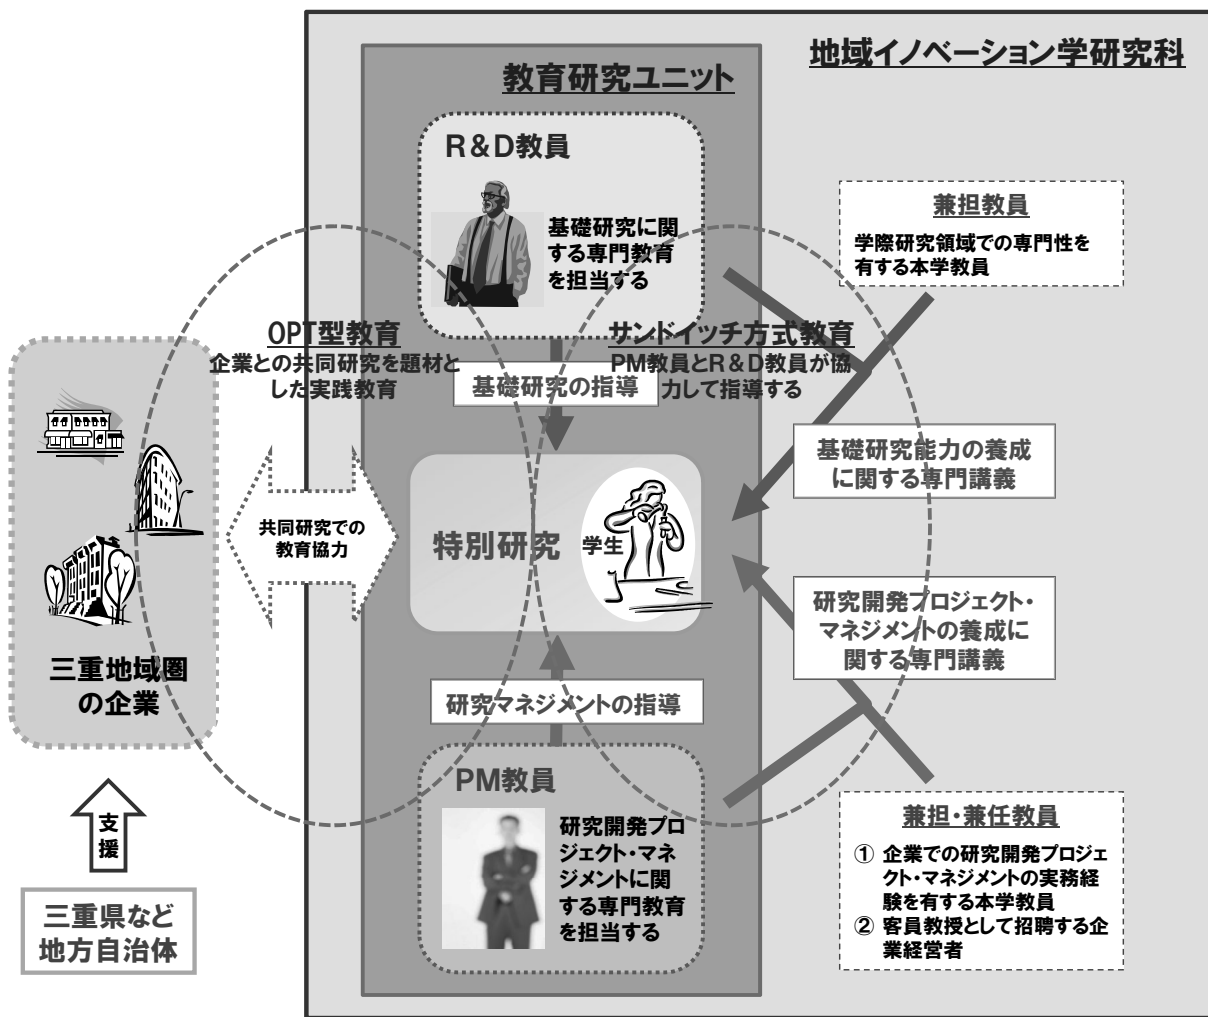 地域イノベーション学研究科
教育研究ユニット
R&D教員
基礎研究に関
する専門教育
を担当する
兼担教員
学際研究領域での専門性を
有する本学教員
OPT型教育
企業との共同研究を題材と
した実践教育
サンドイッチ方式教育
PM教員とR&D教員が協
力して指導する
基礎研究の指導
基礎研究能力の養成
に関する専門講義
共同研究での
教育協力
特別研究
学生
研究開発プロジェクト・
マネジメントの養成に
関する専門講義
三重地域圏
の企業
研究マネジメントの指導
PM教員
研究開発プロ
ジェクト・マネ
ジメントに関
する専門教育
を担当する
兼担・兼任教員
① 企業での研究開発プロジェ
クト・マネジメントの実務経
験を有する本学教員
② 客員教授として招聘する企
業経営者
支
援
三重県など
地方自治体